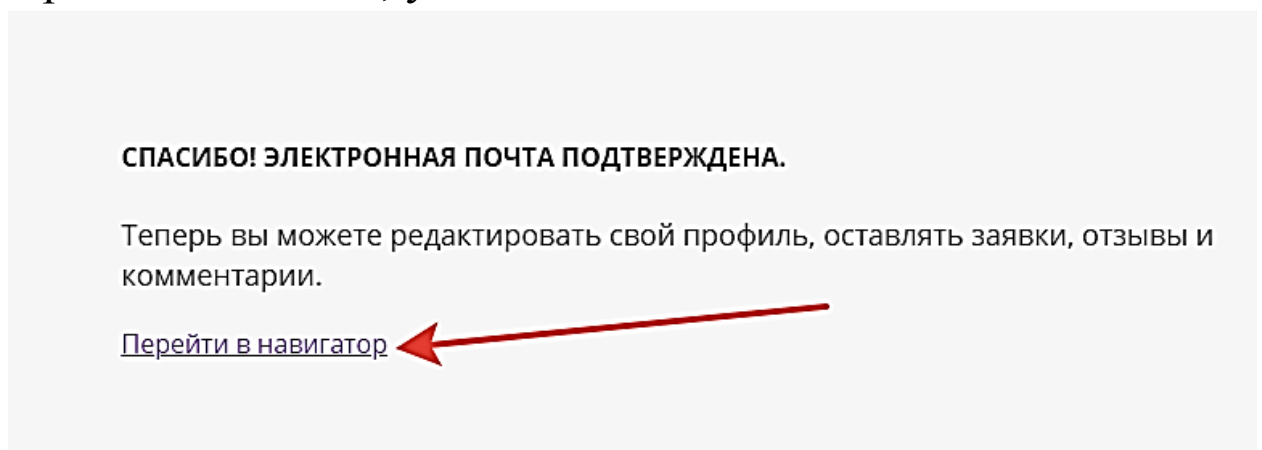 СПАСИБО! ЭЛЕКТРОННАЯ ПОЧТА ПОДТВЕРЖДЕНА.
Теперь вы можете редактировать свой профиль, оставлять заявки, отзывы и
комментарии.
Перейти в навигатор